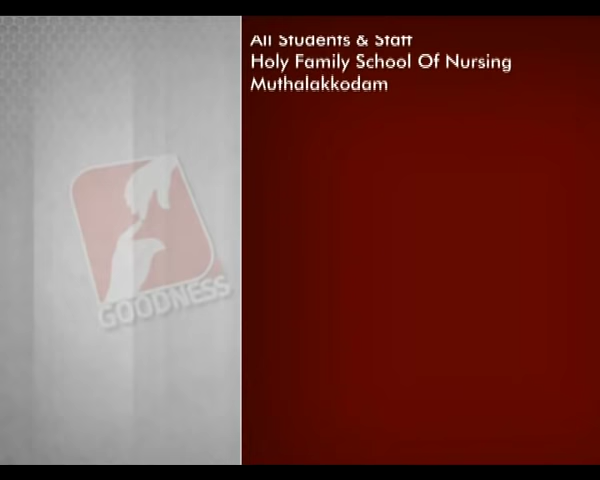 All Students & Staff
Holy Family School Of Nursing
Muthalakkodam
GOODNESS